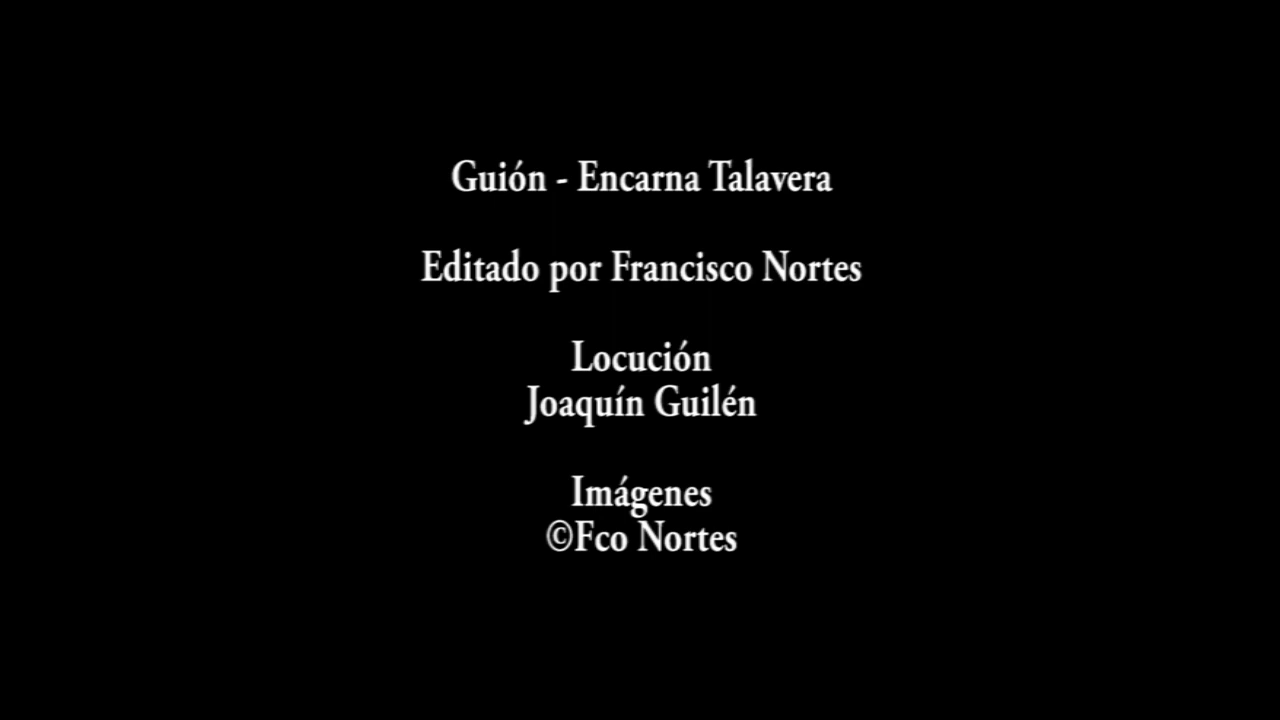 Guión - Encarna Talavera
Editado por Francisco Nortes
Locución
Joaquín Guilén
Imágenes
©Fco Nortes